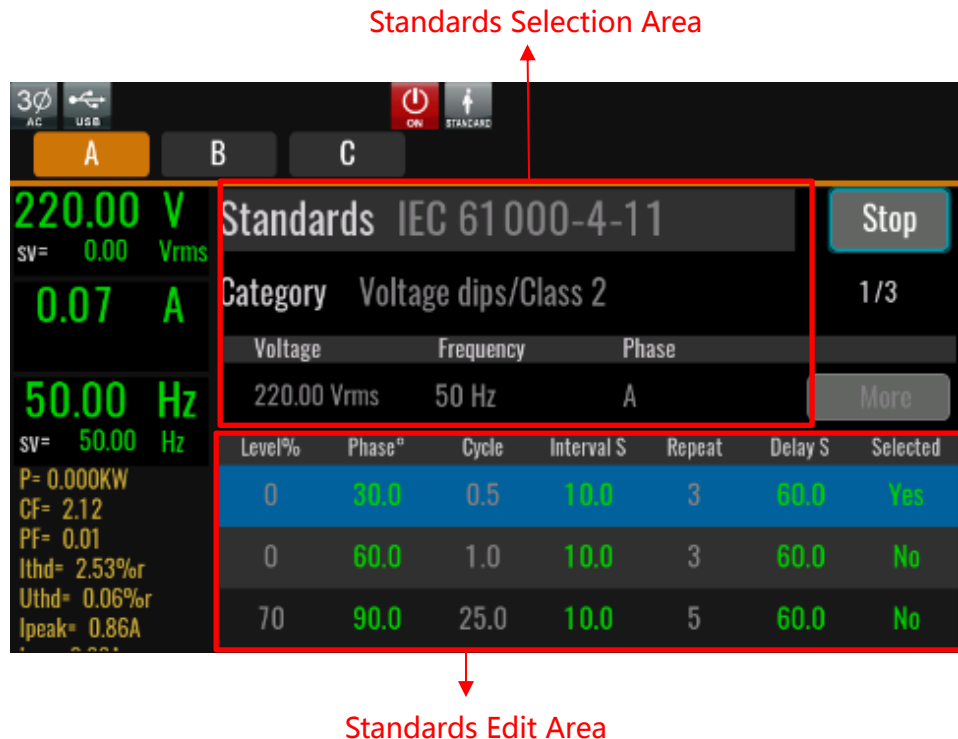 Standards Selection Area
3Ø
AC
USB
ON
STANDARD
A B C
220.00 V
sv= 0.00 Vrms
0.07 A
50.00 Hz
sv= 50.00 Hz
P= 0.000KW
CF= 2.12
PF= 0.01
Ithd= 2.53%r
Uthd= 0.06%r
Ipeak= 0.86A
Standards IEC 61000-4-11
Stop
Category Voltage dips/Class 2
1/3
Voltage Frequency Phase
220.00 Vrms 50 Hz A
More
Level% Phase° Cycle Interval S Repeat Delay S Selected
0 30.0 0.5 10.0 3 60.0 Yes
0 60.0 1.0 10.0 3 60.0 No
70 90.0 25.0 10.0 5 60.0 No
Standards Edit Area